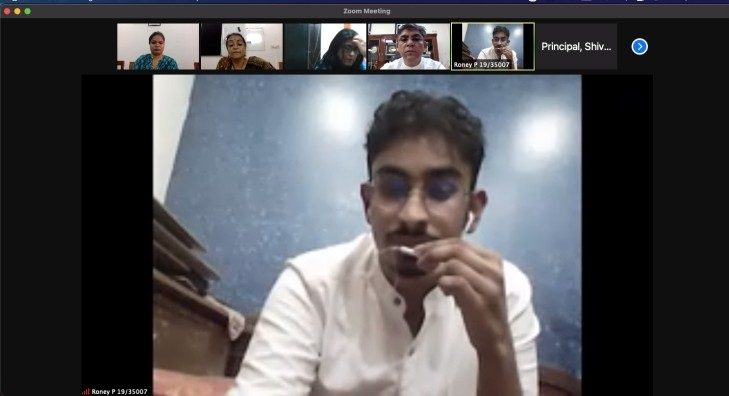 Zoom Meeting
Roney P 19/35007
Principal, Shiv...
Roney P 19/35007